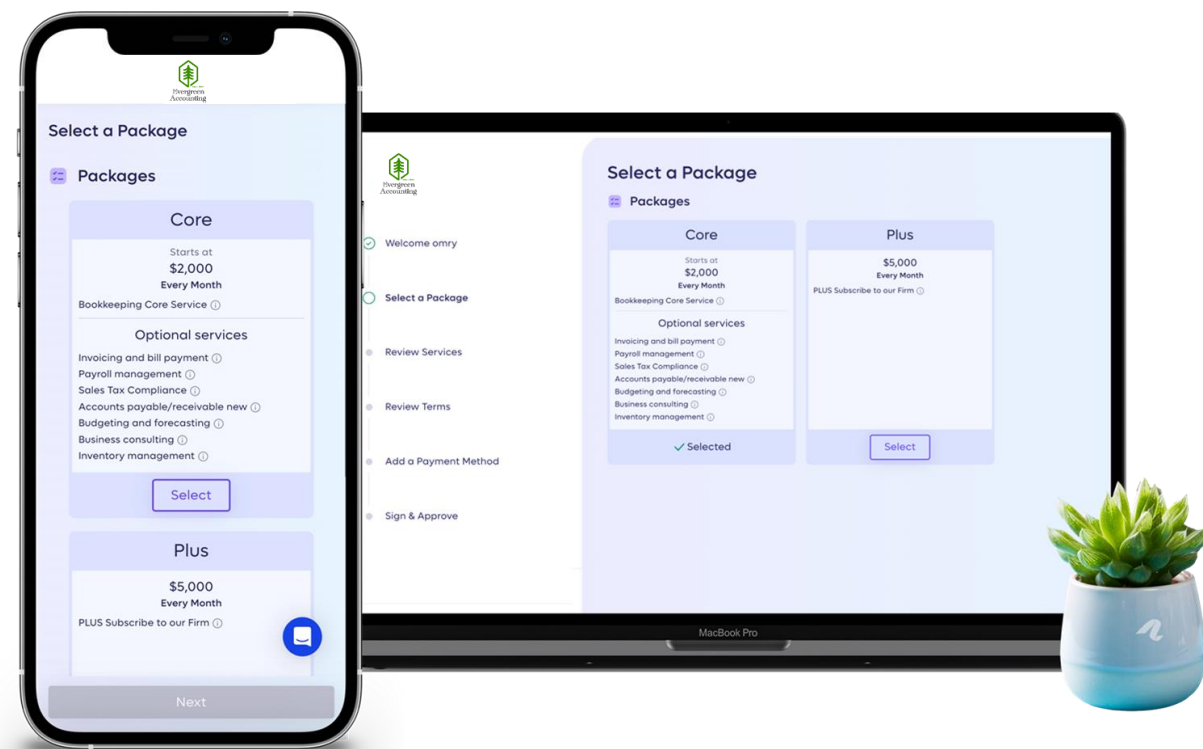 Evergreen
Accounting
Select a Package
Packages
Core
Starts at
$2,000
Every Month
Bookkeeping Core Service
Optional services
Invoicing and bill payment
Payroll management
Sales Tax Compliance
Accounts payable/receivable new
Budgeting and forecasting
Business consulting
Inventory management
Select
Plus
$5,000
Every Month
PLUS Subscribe to our Firm
Next
Evergreen
Accounting
Welcome omry
Select a Package
Review Services
Review Terms
Add a Payment Method
Sign & Approve
Select a Package
Packages
Core
Starts at
$2,000
Every Month
Bookkeeping Core Service
Optional services
Invoicing and bill payment
Payroll management
Sales Tax Compliance
Accounts payable/receivable new
Budgeting and forecasting
Business consulting
Inventory management
Selected
Plus
$5,000
Every Month
PLUS Subscribe to our Firm
Select
MacBook Pro